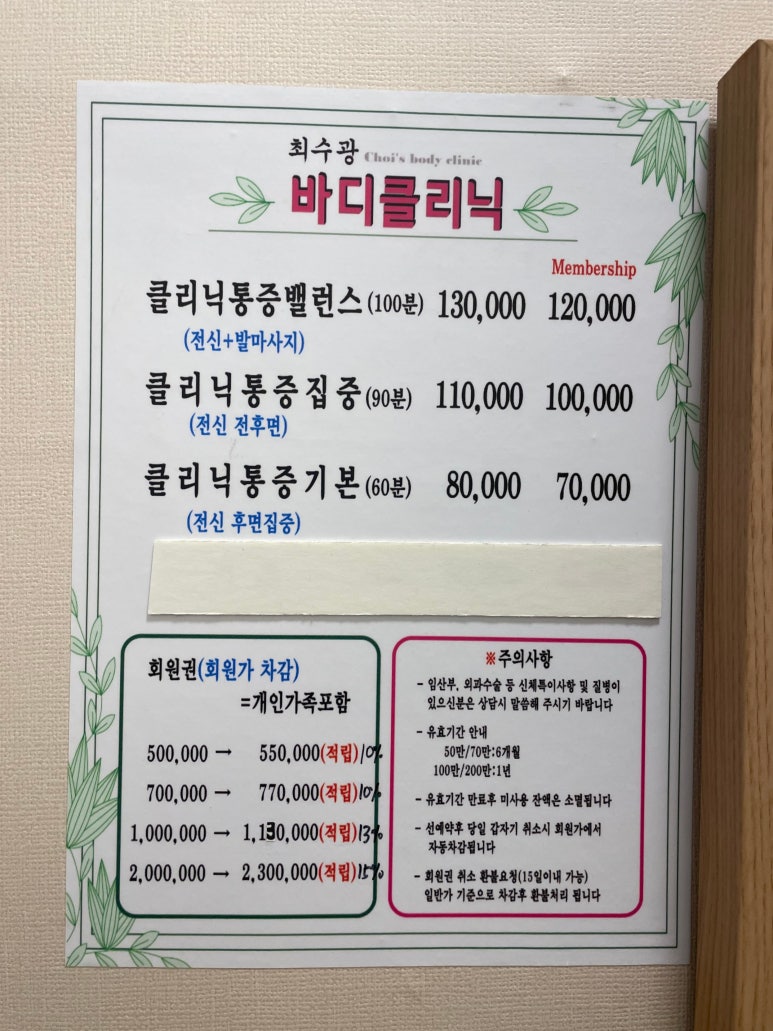 최수광 Choi's body clinic
바디클리닉
Membership
클리닉통증밸런스(100분) 130,000 120,000
(전신+발마사지)
클리닉통증집중(90분) 110,000 100,000
(전신 전후면)
클리닉통증기본(60분) 80,000 70,000
(전신 후면집중)
회원권(회원가 차감)
=개인가족포함
500,000 → 550,000(적립)10%
700,000 → 770,000(적립)10%
1,000,000 → 1,130,000(적립)13%
2,000,000 → 2,300,000(적립)15%
※주의사항
- 임산부, 외과수술 등 신체특이사항 및 질병이
있으신분은 상담시 말씀해 주시기 바랍니다
- 유효기간 안내
50만/70만:6개월
100만/200만:1년
- 유효기간 만료후 미사용 잔액은 소멸됩니다
- 선예약후 당일 갑자기 취소시 회원가에서
자동차감됩니다
- 회원권 취소 환불요청(15일이내 가능)
일반가 기준으로 차감후 환불처리 됩니다